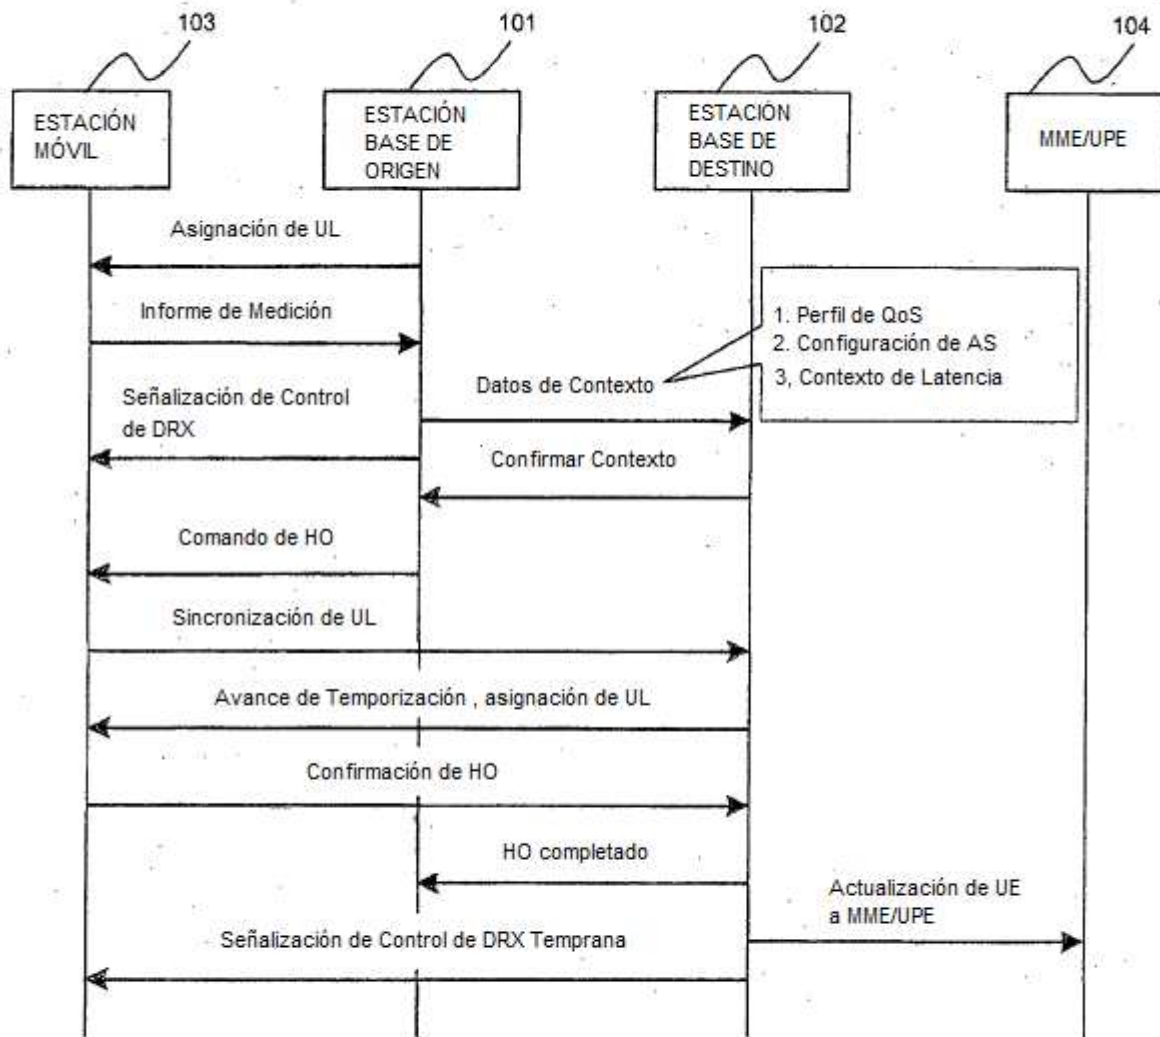 103
101
102
104
ESTACIÓN
MÓVIL
ESTACIÓN
BASE DE
ORIGEN
ESTACIÓN
BASE DE
DESTINO
MME/UPE
Asignación de UL
Informe de Medición
1. Perfil de QoS
2. Configuración de AS
3, Contexto de Latencia
Datos de Contexto
Señalización de Control
de DRX
Confirmar Contexto
Comando de HO
Sincronización de UL
Avance de Temporización , asignación de UL
Confirmación de HO
HO completado
Actualización de UE
a MME/UPE
Señalización de Control de DRX Temprana